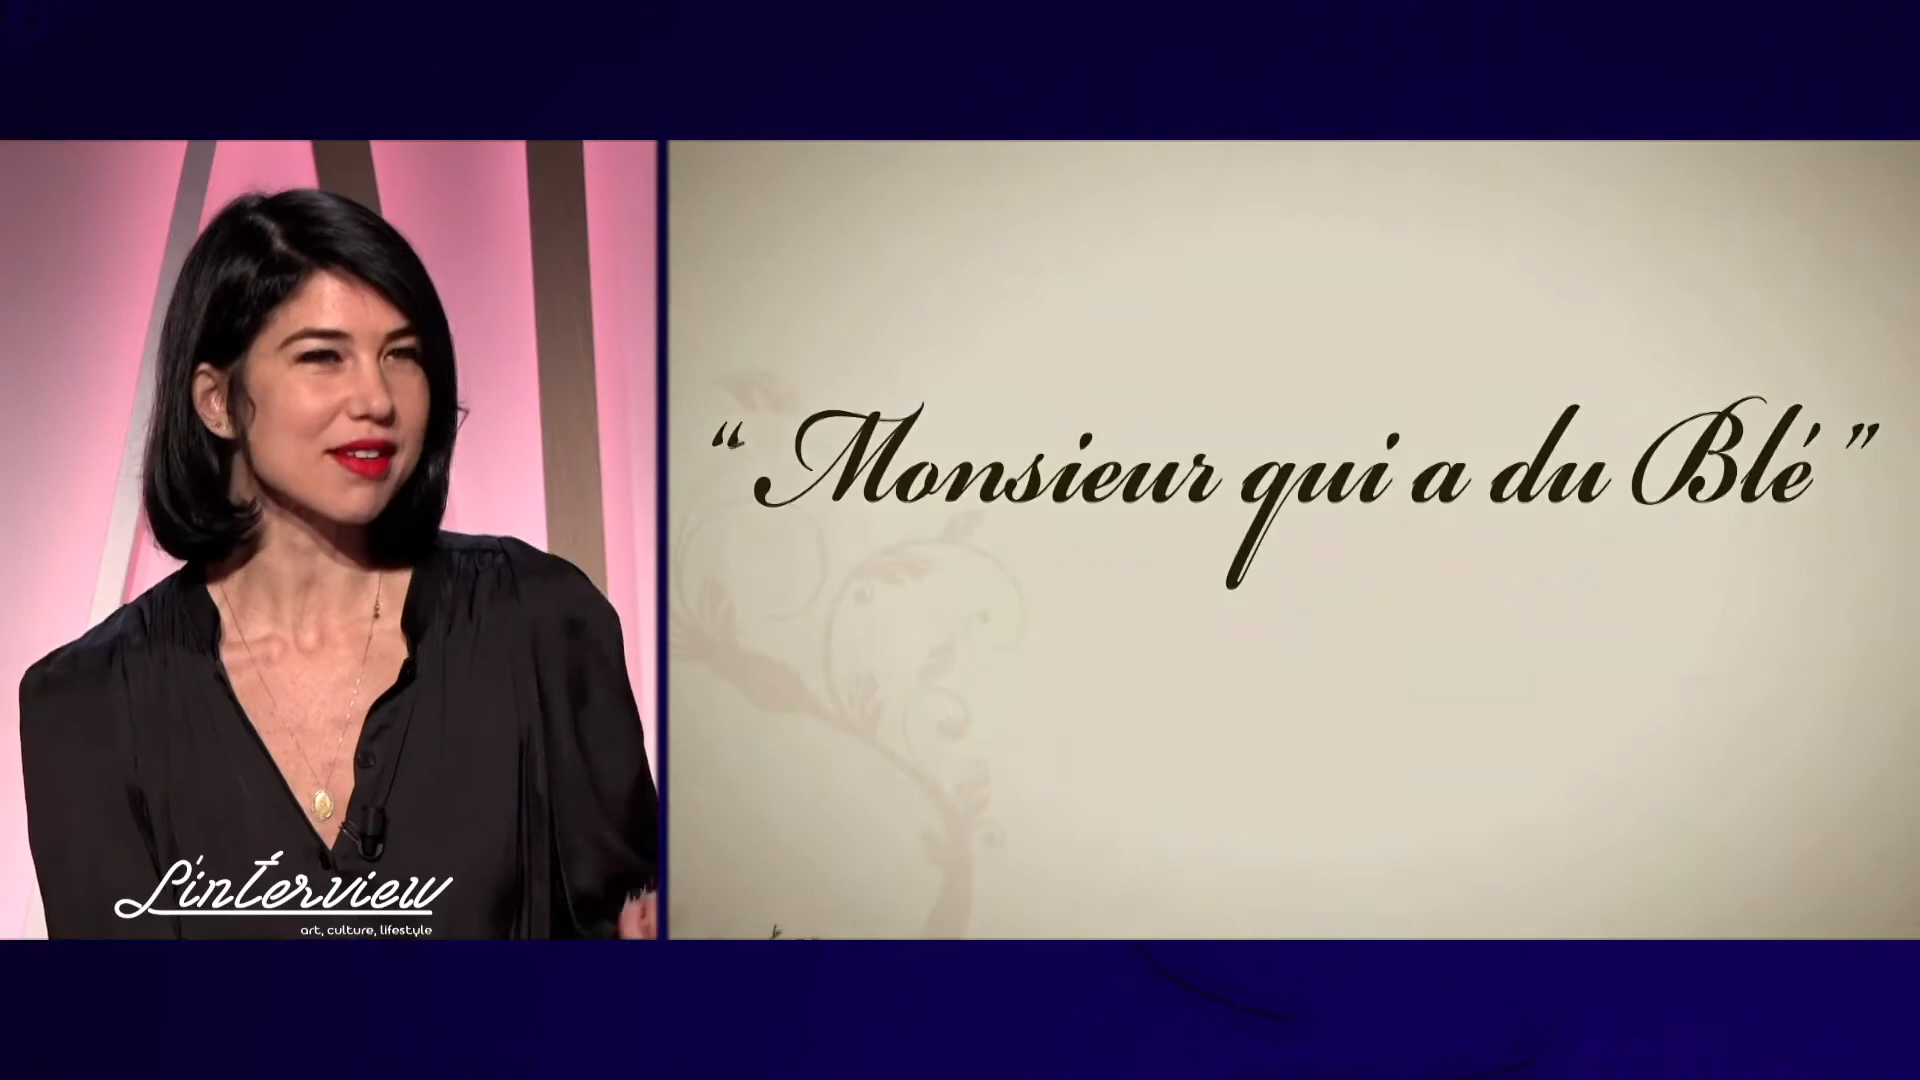 “ Monsieur qui a du Blé ”
L'inTerview
art, culture, lifestyle